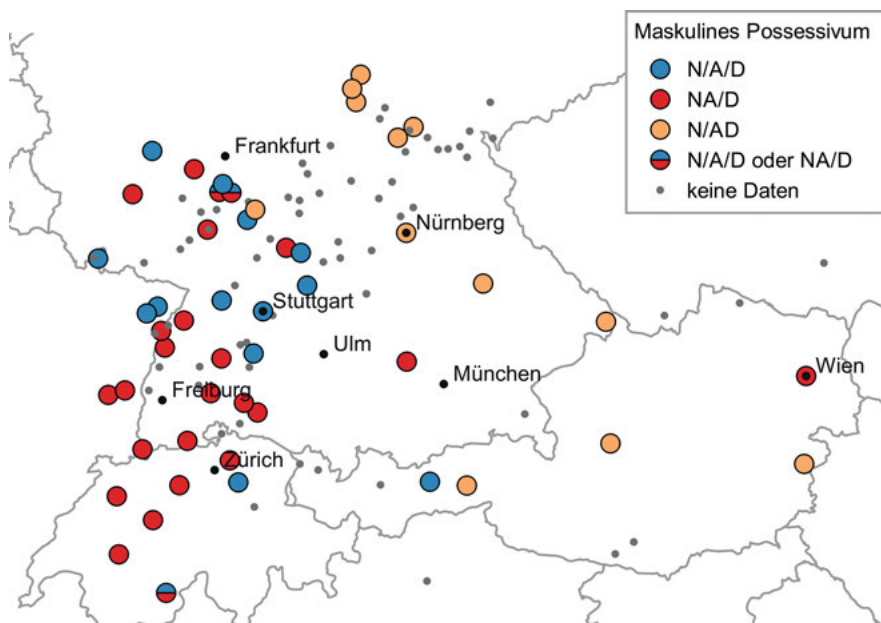 Maskulines Possessivum
N/A/D
NA/D
N/AD
N/A/D oder NA/D
keine Daten
Frankfurt
Nürnberg
Stuttgart
Ulm
München
Wien
Freiburg
Zürich